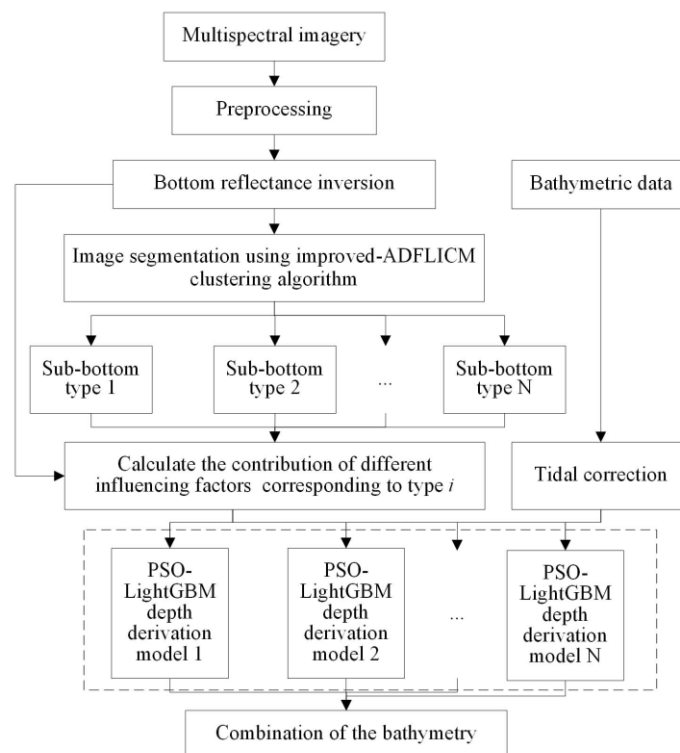 Multispectral imagery
Preprocessing
Bottom reflectance inversion
Bathymetric data
Image segmentation using improved-ADFLICM
clustering algorithm
Sub-bottom
type 1
Sub-bottom
type 2
...
Sub-bottom
type N
Calculate the contribution of different
influencing factors corresponding to type i
Tidal correction
PSO-
LightGBM
depth
derivation
model 1
PSO-
LightGBM
depth
derivation
model 2
...
PSO-
LightGBM
depth
derivation
model N
Combination of the bathymetry